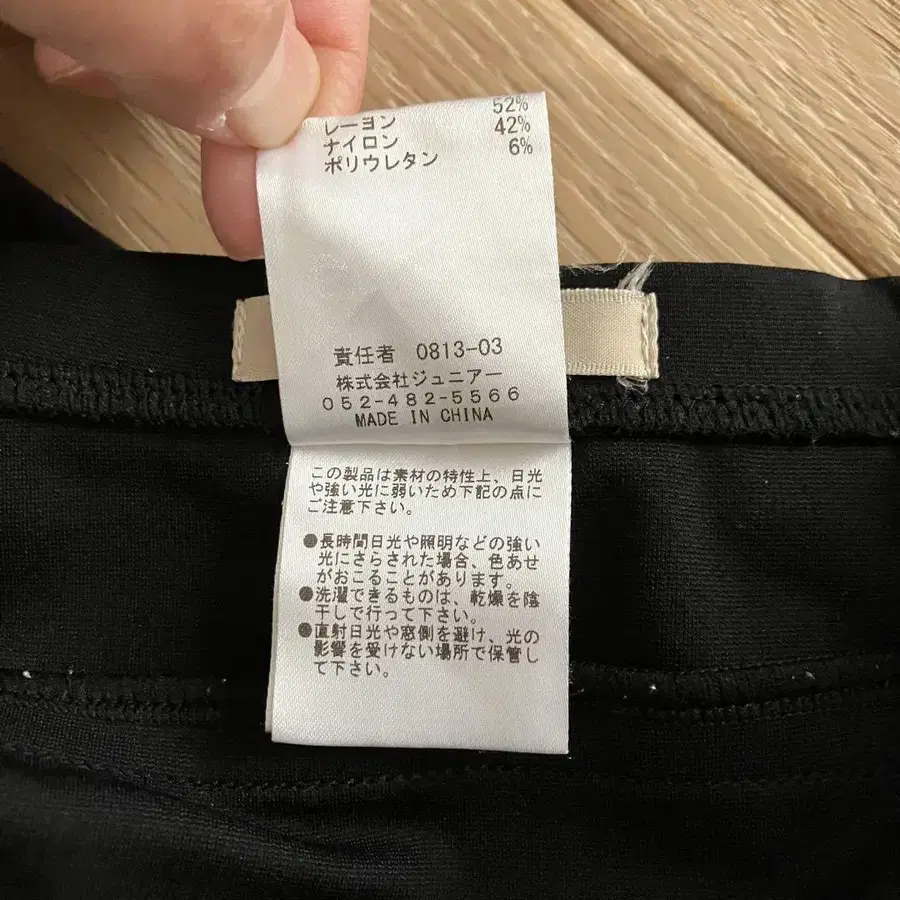 レーヨン 52%
ナイロン 42%
ポリウレタン 6%
責任者 0813-03
株式会社ジュニアー
052-482-5566
MADE IN CHINA
この製品は素材の特性上、日光
や強い光に弱いため下記の点に
ご注意下さい。
●長時間日光や照明などの強い
光にさらされた場合、色あせ
がおこることがあります。
●洗濯できるものは、乾燥を陰
干しで行って下さい。
●直射日光や窓側を避け、光の
影響を受けない場所で保管し
て下さい。